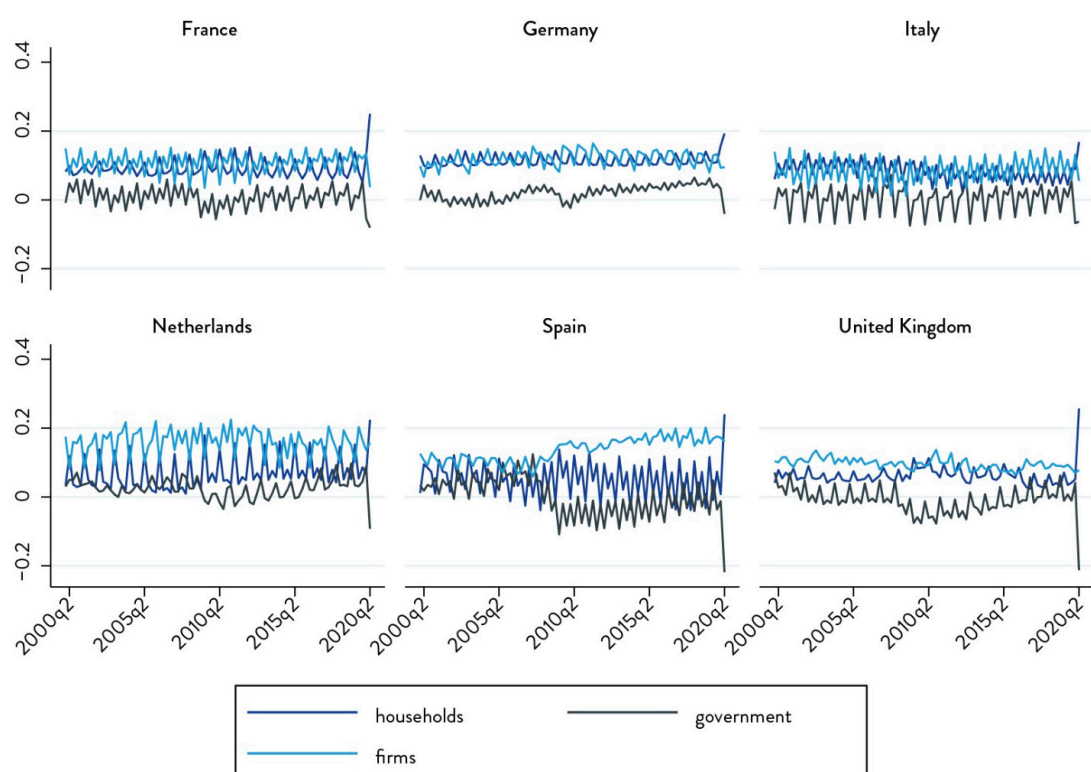 France
Germany
Italy
0.4
0.2
0
−0.2
Netherlands
Spain
United Kingdom
0.4
0.2
0
−0.2
2000q2
2005q2
2010q2
2015q2
2020q2
2000q2
2005q2
2010q2
2015q2
2020q2
2000q2
2005q2
2010q2
2015q2
2020q2
households
government
firms